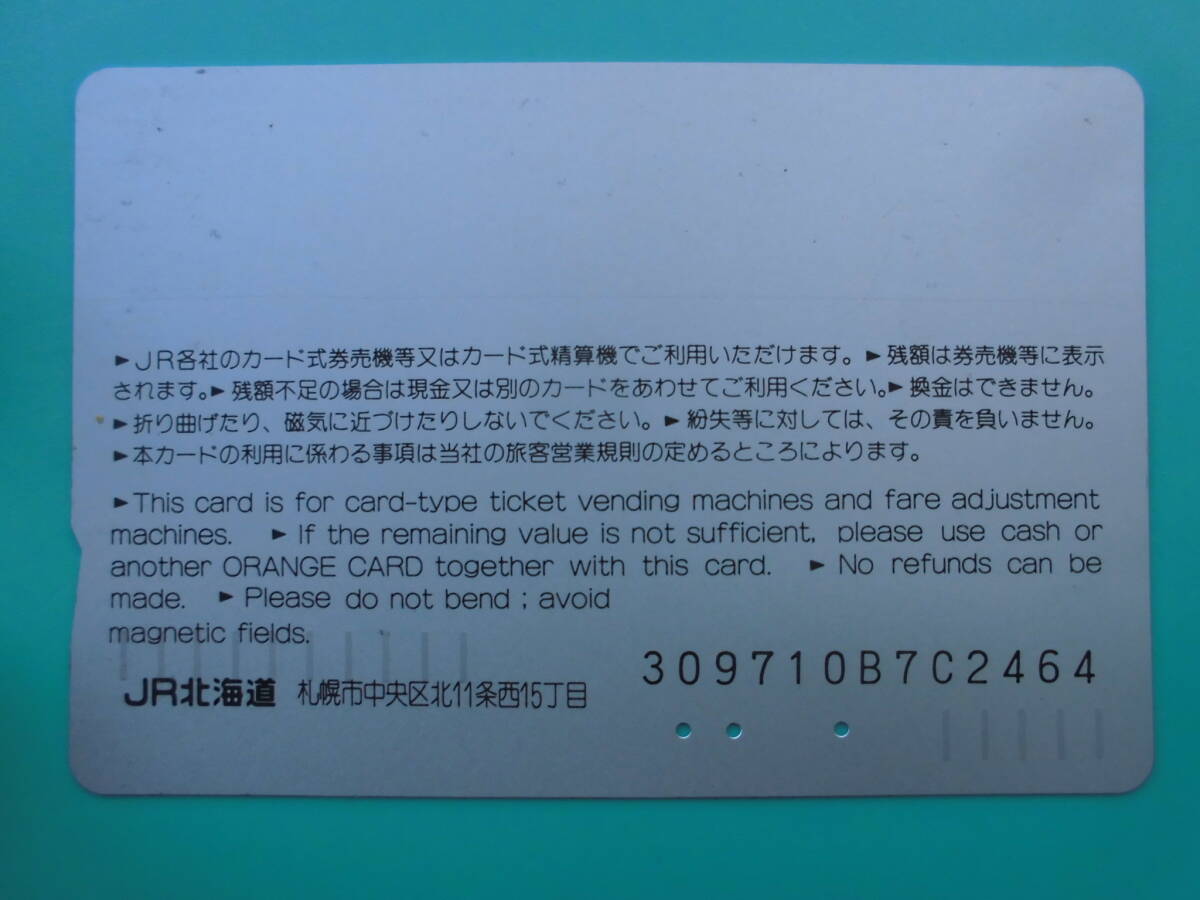 ►JR各社のカード式券売機等又はカード式精算機でご利用いただけます。►残額は券売機等に表示
されます。►残額不足の場合は現金又は別のカードをあわせてご利用ください。►換金はできません。
►折り曲げたり、磁気に近づけたりしないでください。►紛失等に対しては、その責を負いません。
►本カードの利用に係わる事項は当社の旅客営業規則の定めるところによります。
►This card is for card-type ticket vending machines and fare adjustment
machines. ►If the remaining value is not sufficient, please use cash or
another ORANGE CARD together with this card. ►No refunds can be
made. ►Please do not bend ; avoid
magnetic fields.
309710B7C2464
JR北海道 札幌市中央区北11条西15丁目